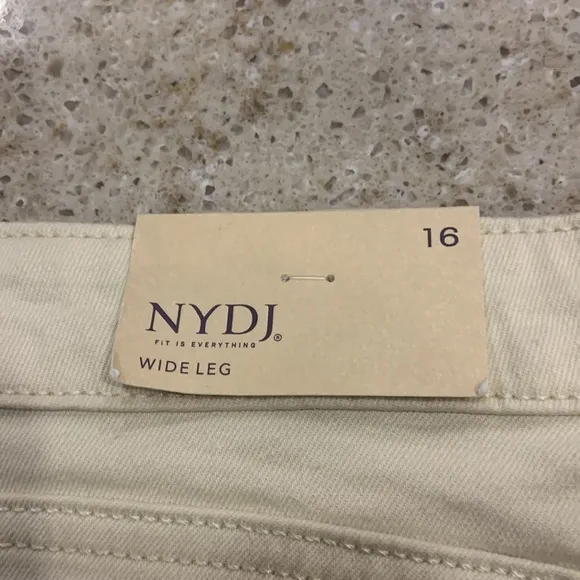 16
NYDJ®
FIT IS EVERYTHING
WIDE LEG